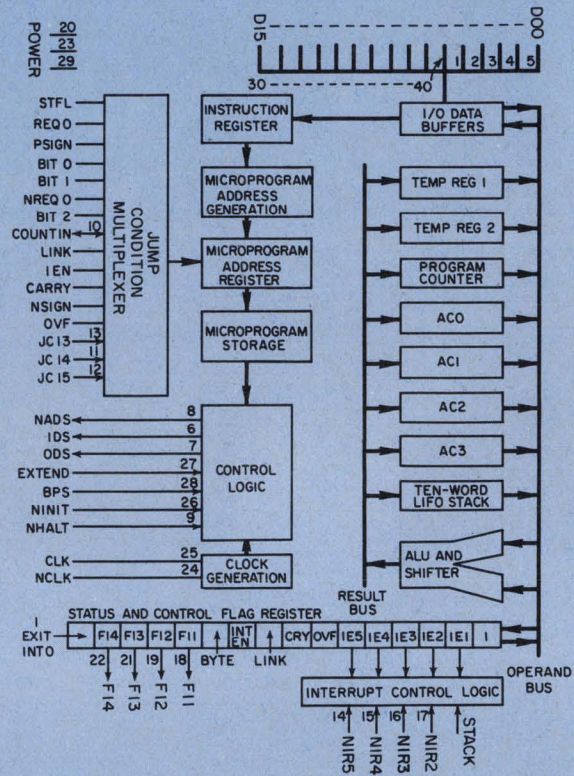 POWER
20
23
29
D15 D00
1 2 3 4 5
30 40
STFL
REQ 0
PSIGN
BIT 0
BIT 1
NREQ 0
BIT 2
COUNTIN 10
LINK
IEN
CARRY
NSIGN
OVF
JC13 13
JC14 11
JC15 12
JUMP
CONDITION
MULTIPLEXER
INSTRUCTION
REGISTER
MICROPROGRAM
ADDRESS
GENERATION
MICROPROGRAM
ADDRESS
REGISTER
MICROPROGRAM
STORAGE
I/O DATA
BUFFERS
TEMP REG 1
TEMP REG 2
PROGRAM
COUNTER
AC0
AC1
AC2
AC3
TEN-WORD
LIFO STACK
ALU AND
SHIFTER
NADS 8
IDS 6
ODS 7
EXTEND 27
BPS 28
NINIT 26
NHALT 9
CONTROL
LOGIC
CLK 25
NCLK 24
CLOCK
GENERATION
RESULT
BUS
OPERAND
BUS
STATUS AND CONTROL FLAG REGISTER
1
EXIT
INTO
F14 F13 F12 F11 INT EN CRY OVF IE5 IE4 IE3 IE2 IE1 1
BYTE LINK
22 21 19 18
F14 F13 F12 F11
INTERRUPT CONTROL LOGIC
14 15 16 17
NIR5 NIR4 NIR3 NIR2 STACK